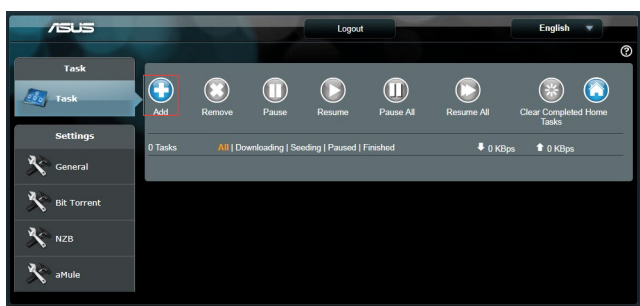 ASUS
Logout
English
Task
Task
Settings
General
Bit Torrent
NZB
aMule
Add
Remove
Pause
Resume
Pause All
Resume All
Clear Completed Home
Tasks
0 Tasks
All | Downloading | Seeding | Paused | Finished
0 KBps
0 KBps